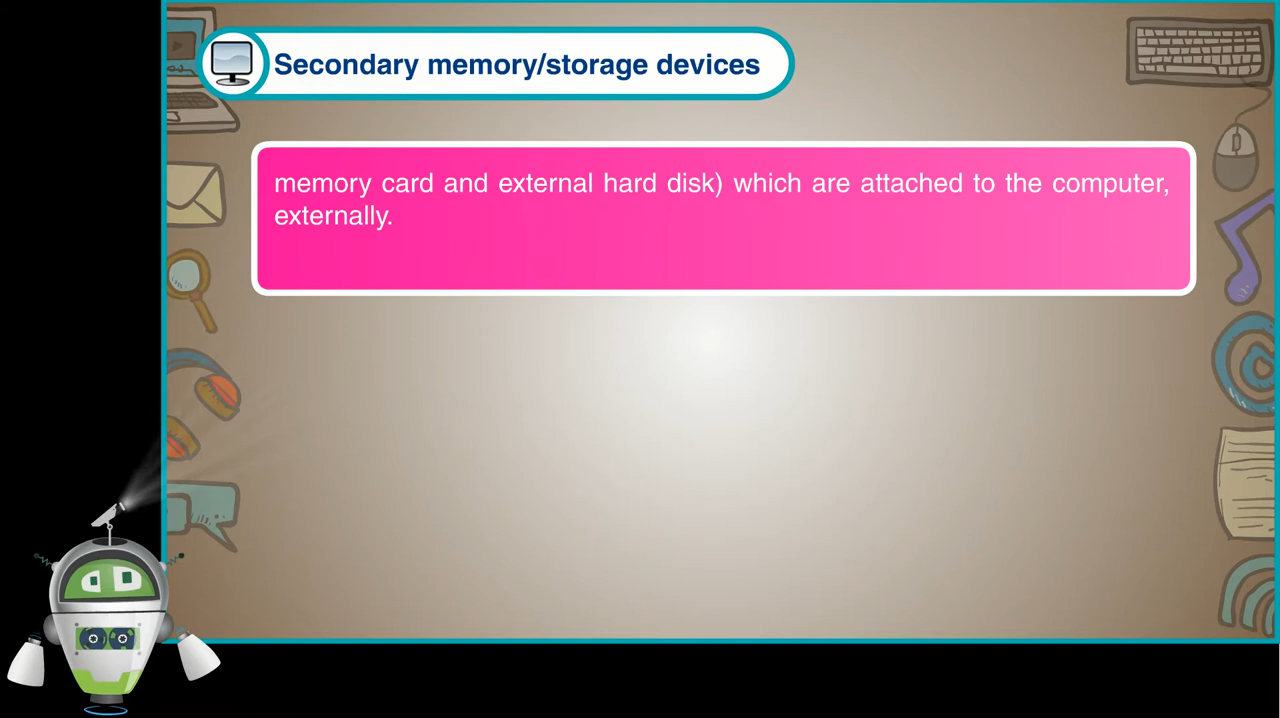 Secondary memory/storage devices
memory card and external hard disk) which are attached to the computer,
externally.